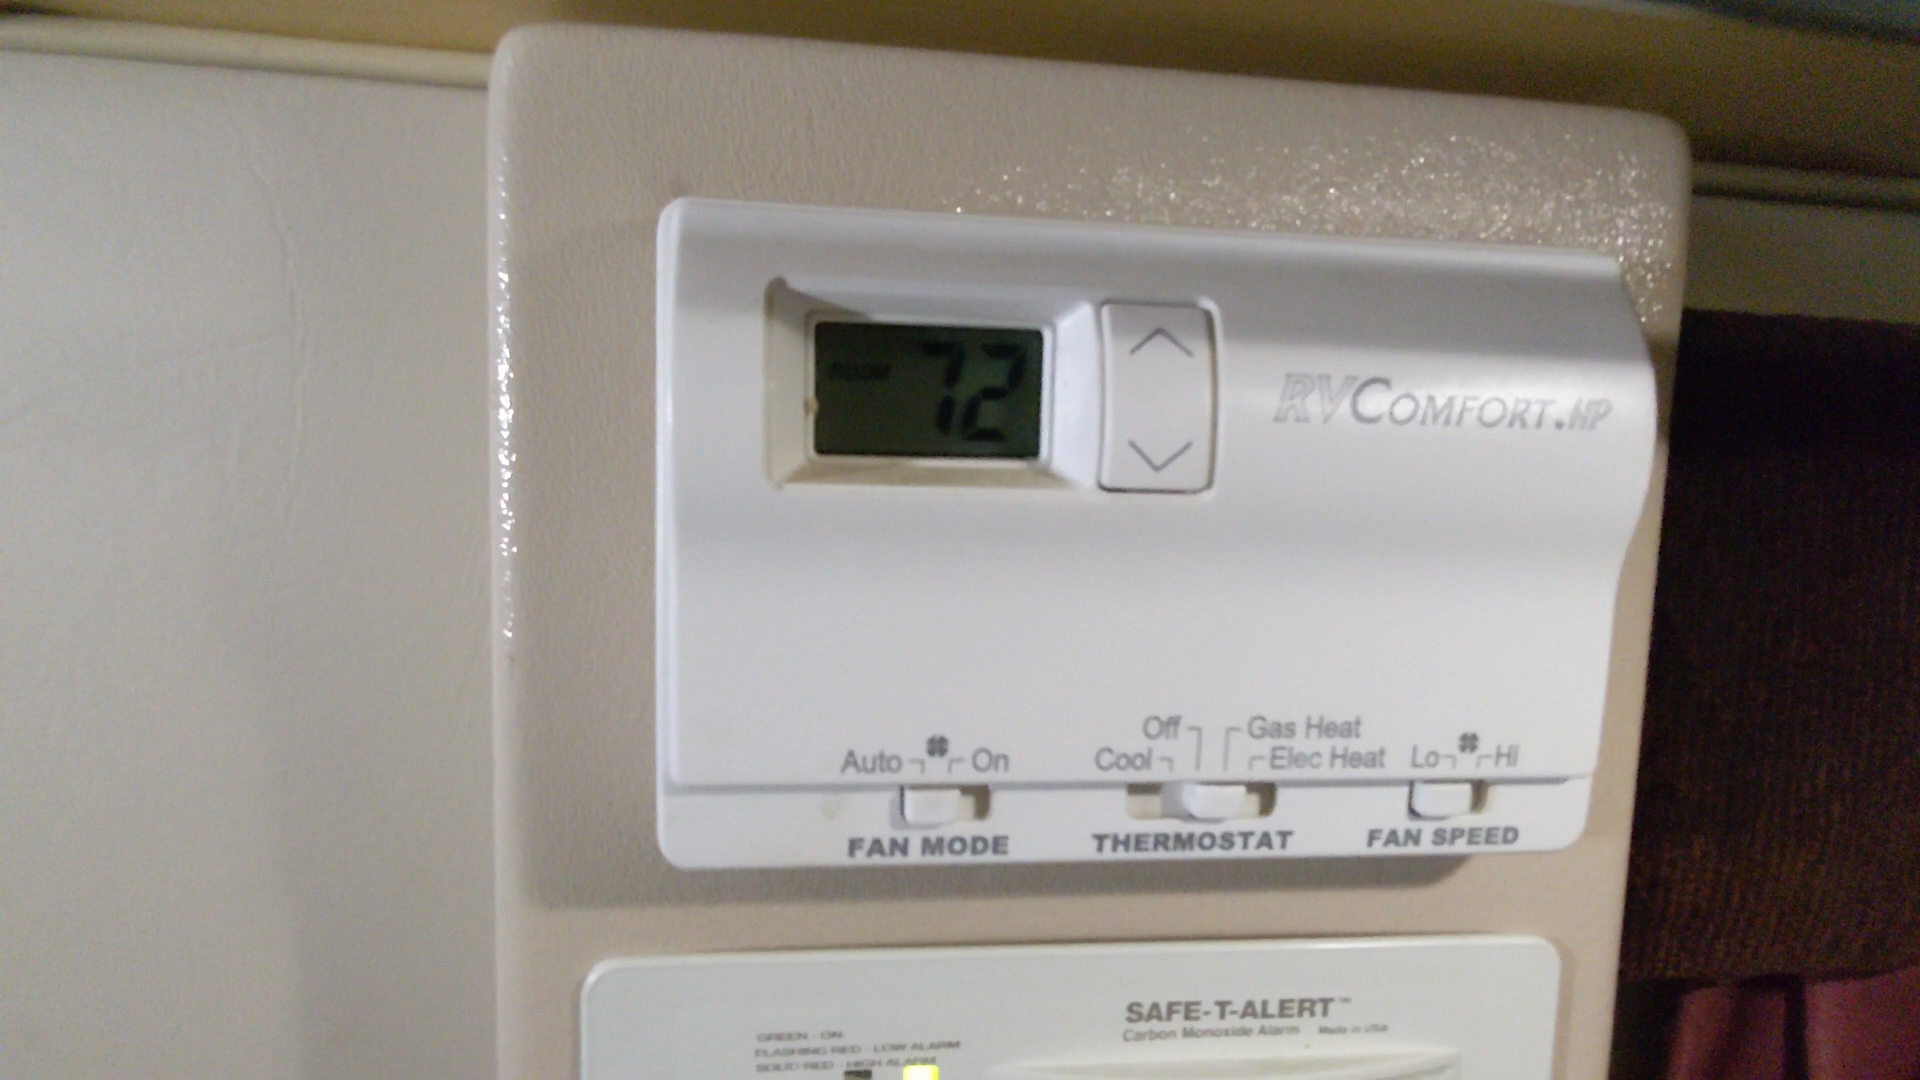 ROOM 72
RVCOMFORT.HP
Off Gas Heat
Auto On Cool Elec Heat Lo Hi
FAN MODE THERMOSTAT FAN SPEED
SAFE-T-ALERT™
Carbon Monoxide Alarm Made in USA
GREEN - ON
FLASHING RED - LOW ALARM
SOLID RED - HIGH ALARM